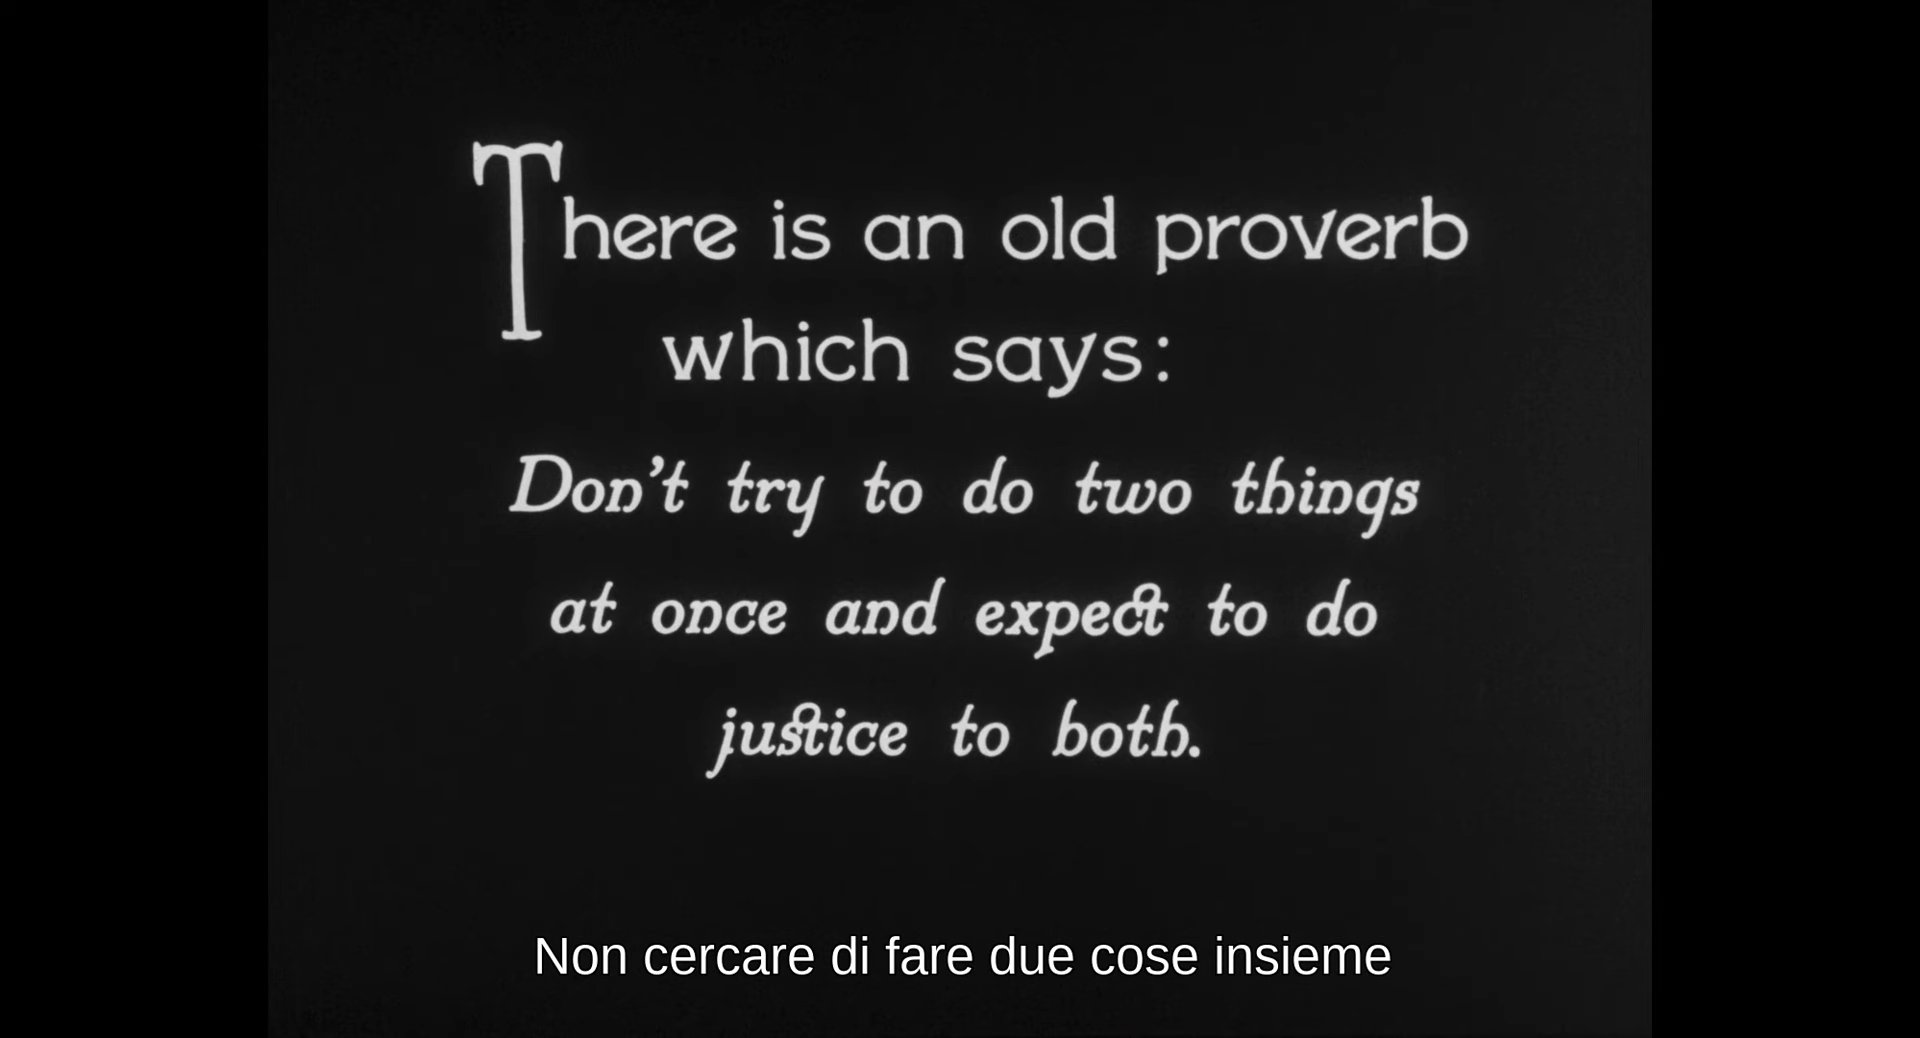 There is an old proverb
which says:
Don't try to do two things
at once and expect to do
justice to both.
Non cercare di fare due cose insieme